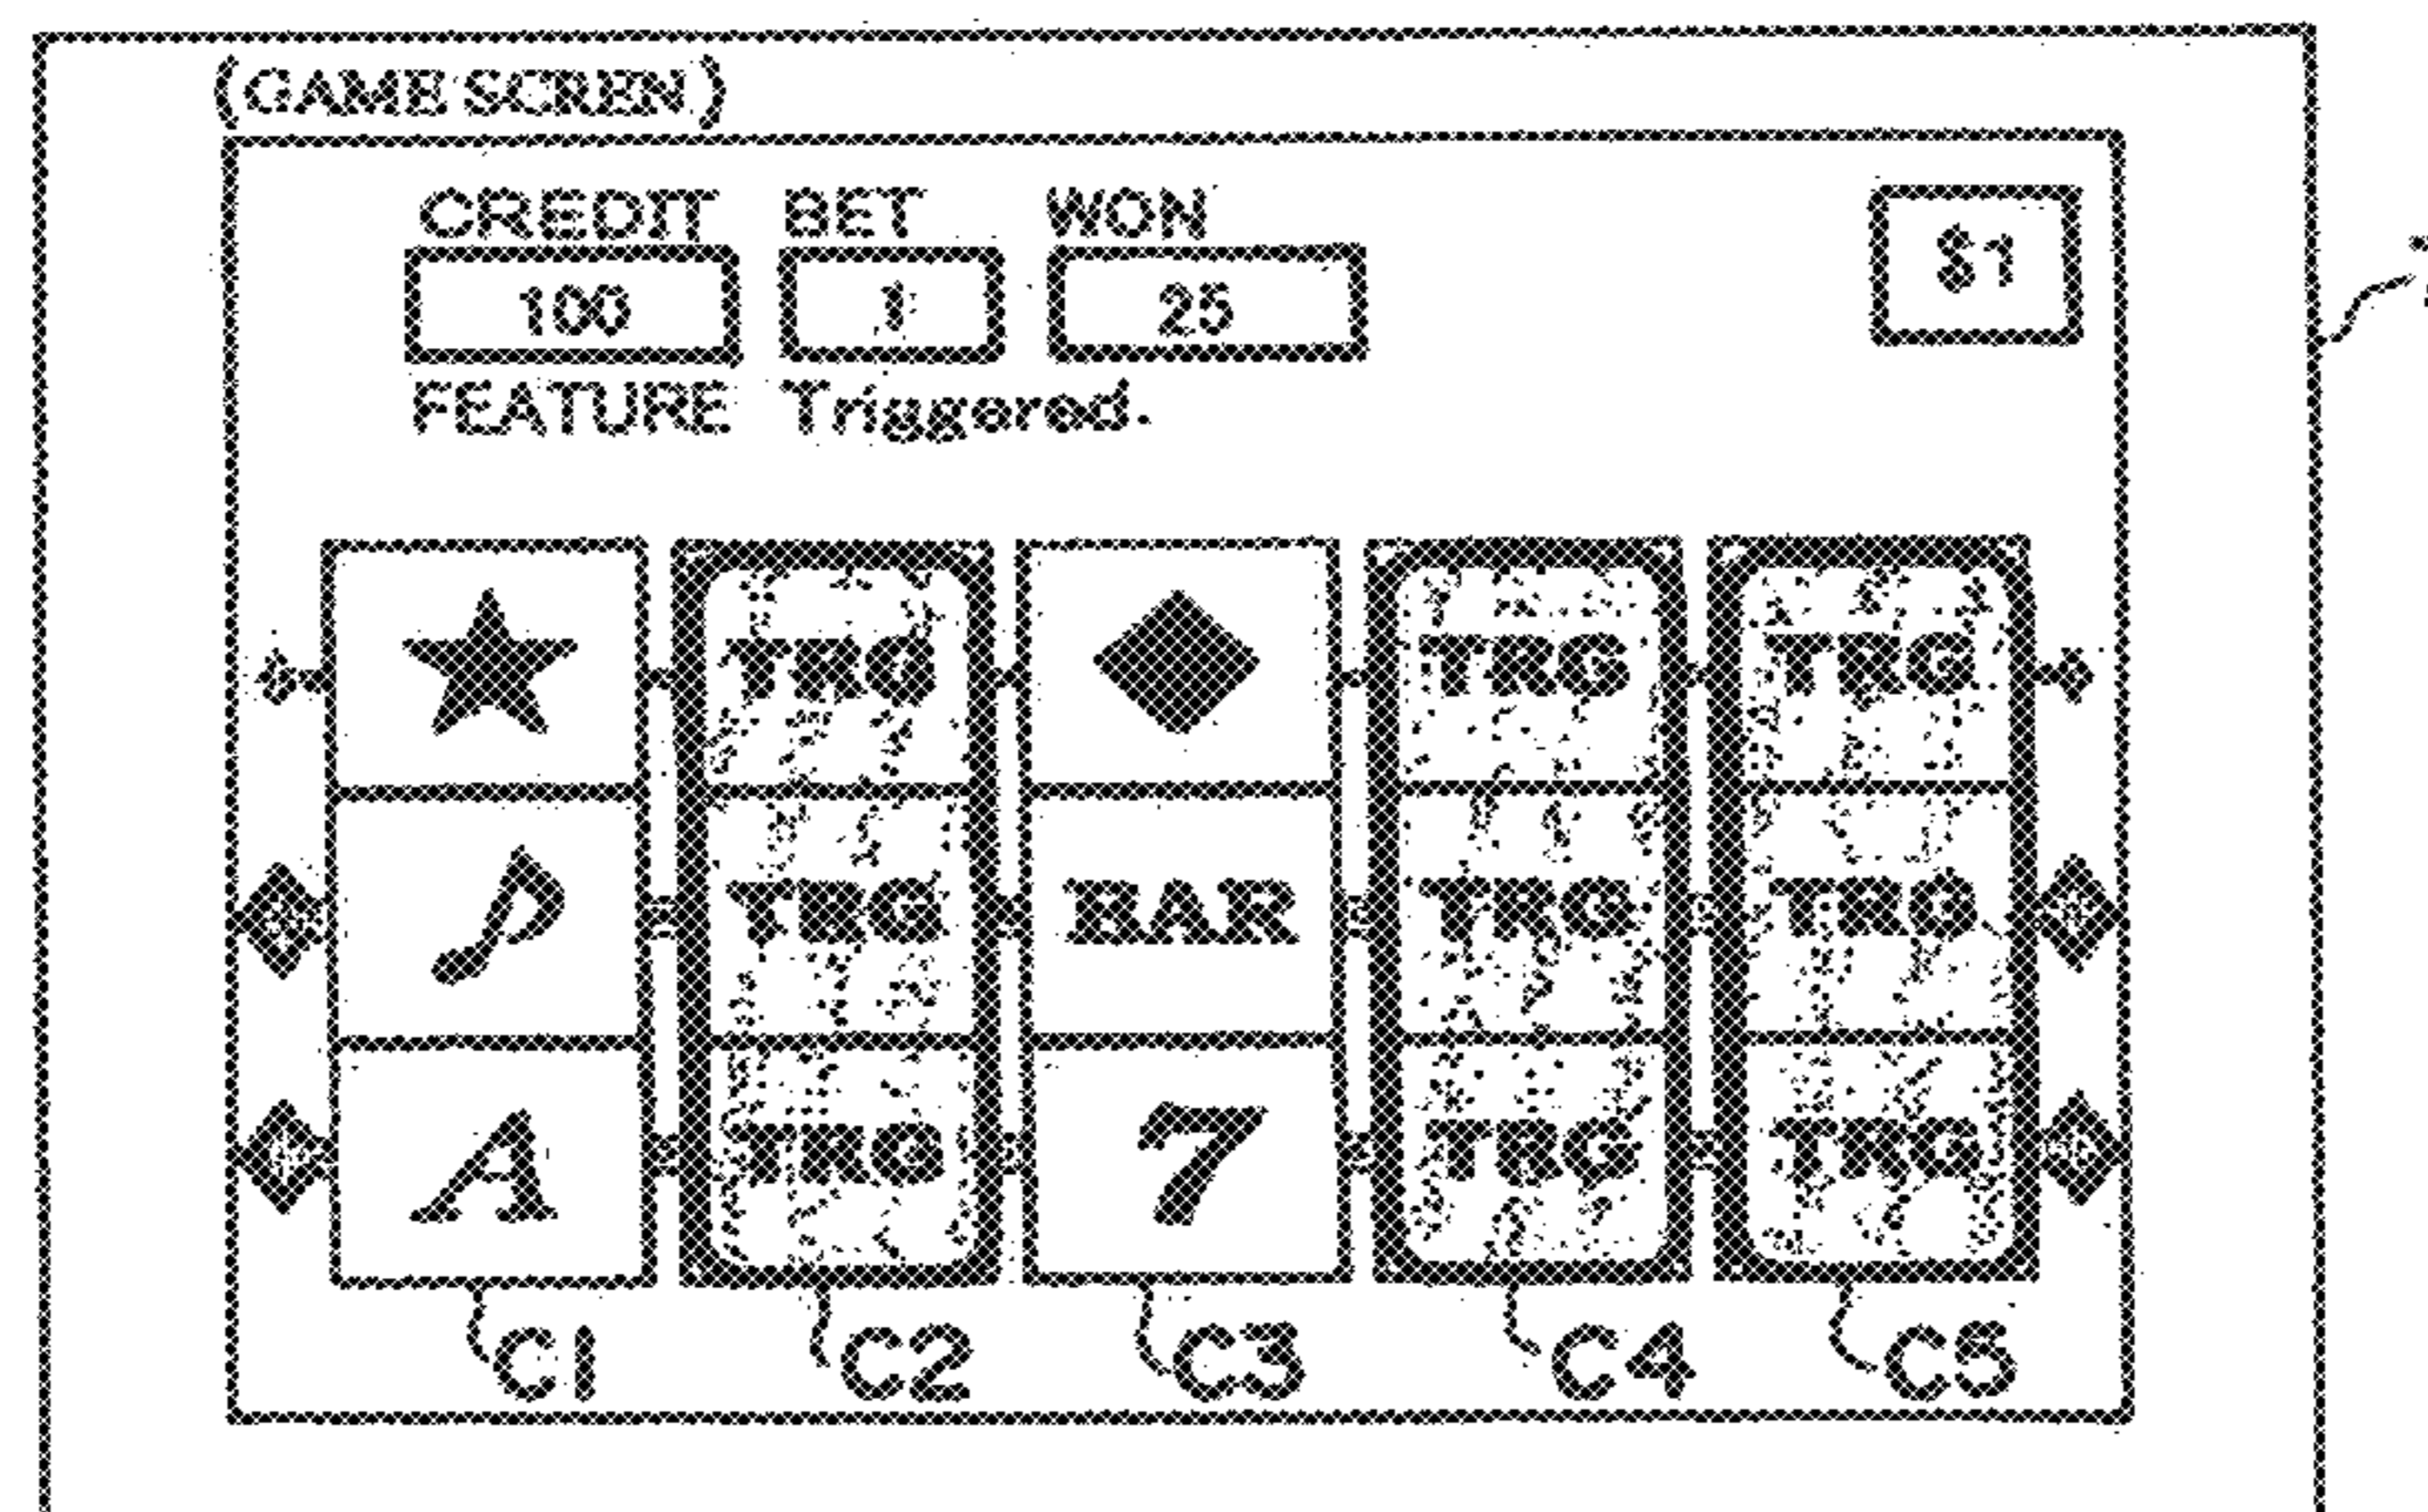 (GAME SCREN)
CREDIT BET WON
100 1 25 $1
FEATURE Triggered.
TRG TRG TRG
TRG BAR TRG TRG
A TRG 7 TRG TRG
C1 C2 C3 C4 C5